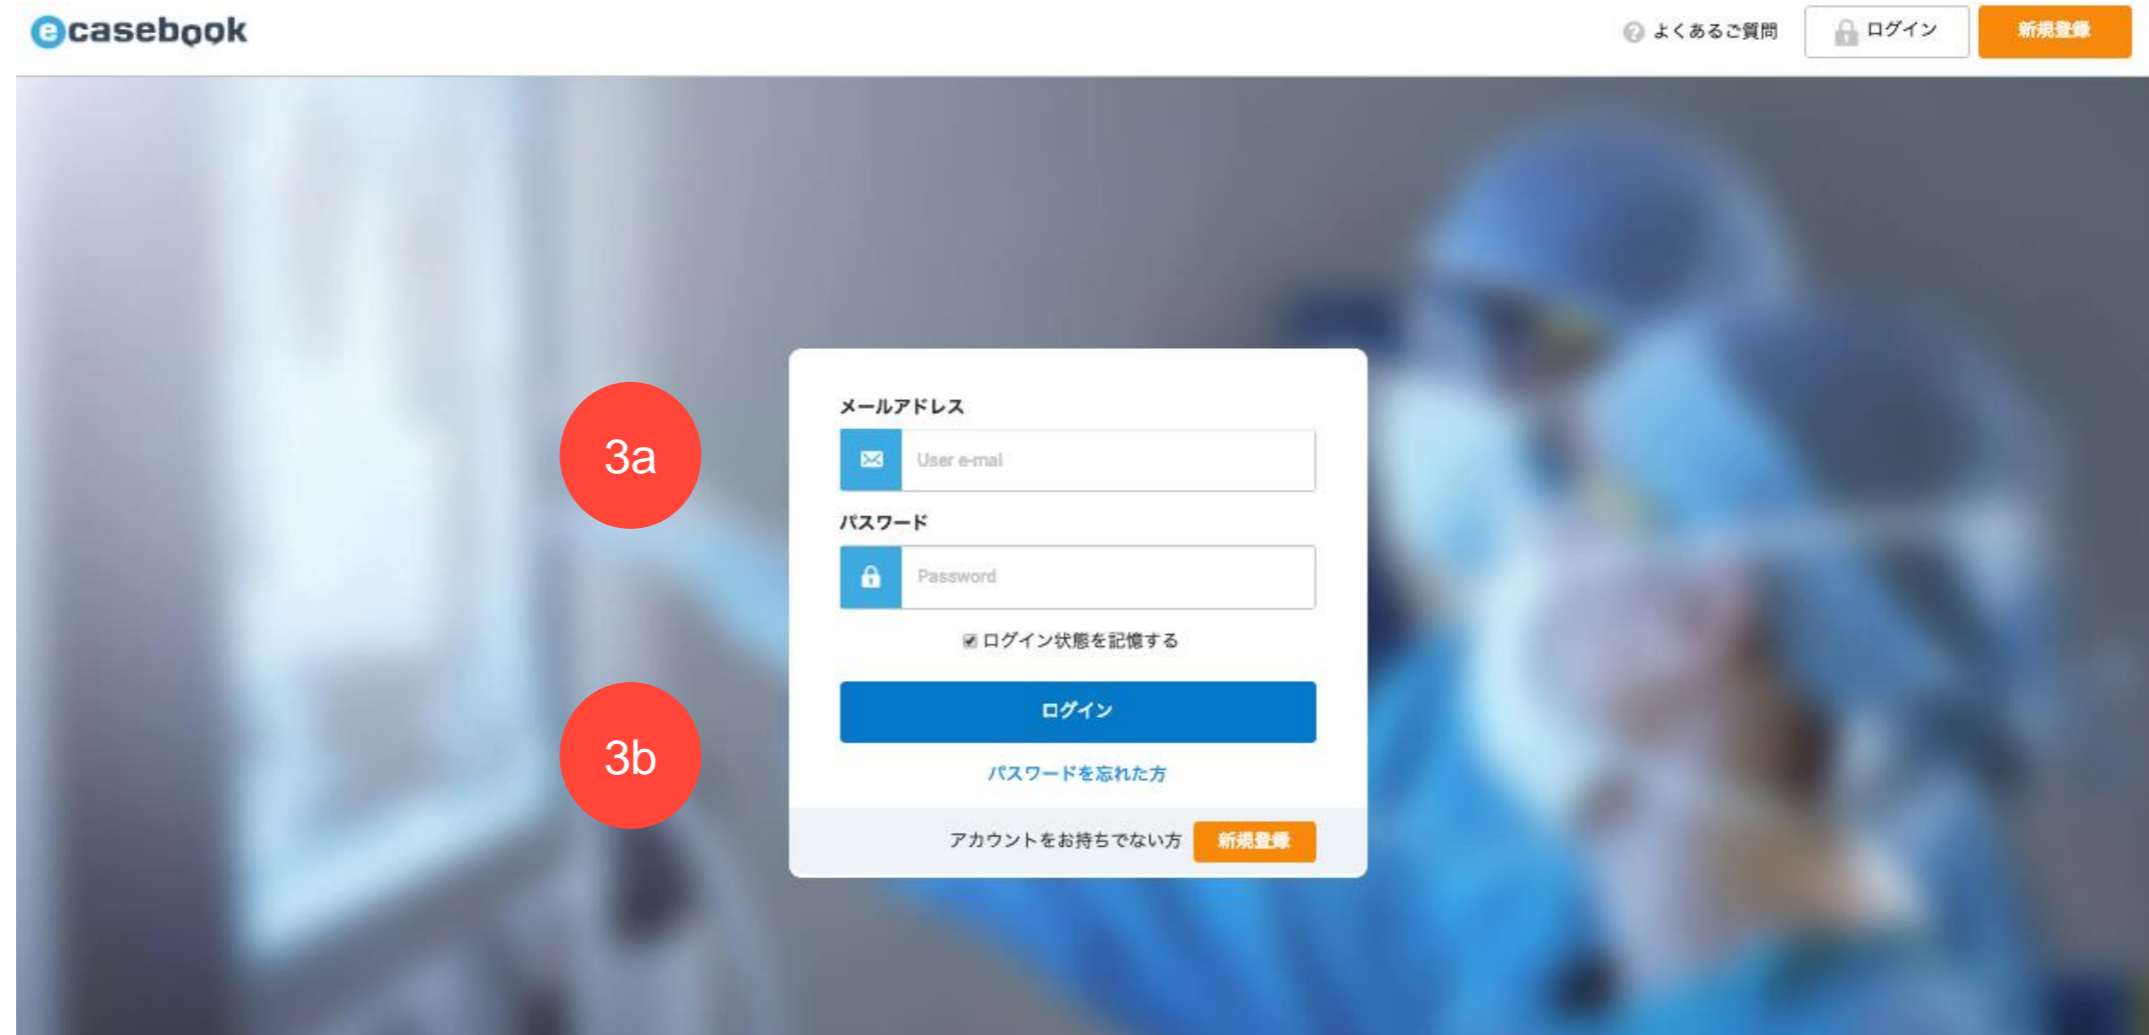 ecasebook
よくあるご質問
ログイン
新規登録
メールアドレス
3a
User e-mal
パスワード
Password
ログイン状態を記憶する
ログイン
3b
パスワードを忘れた方
アカウントをお持ちでない方 新規登録